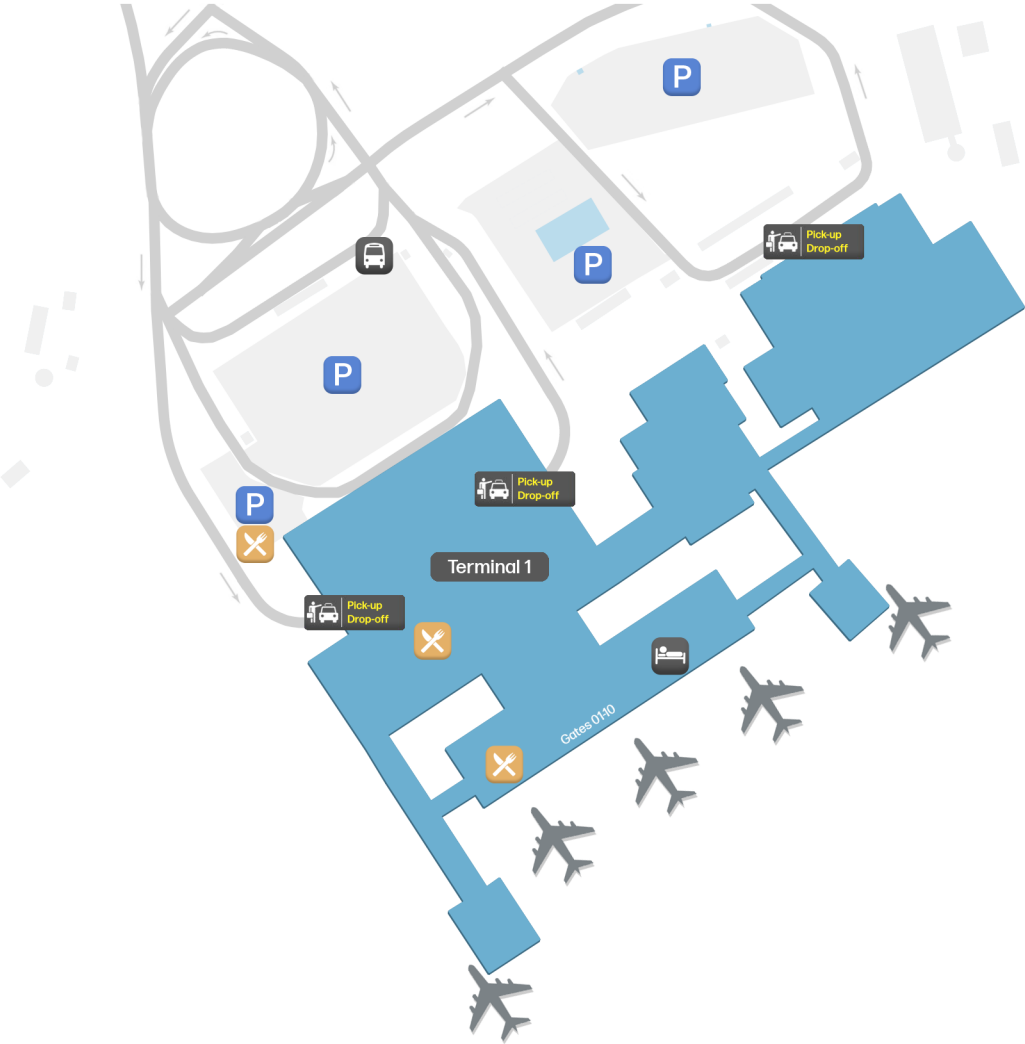 P
Pick-up
Drop-off
P
P
Pick-up
Drop-off
P
Terminal 1
Pick-up
Drop-off
Gates 01-10